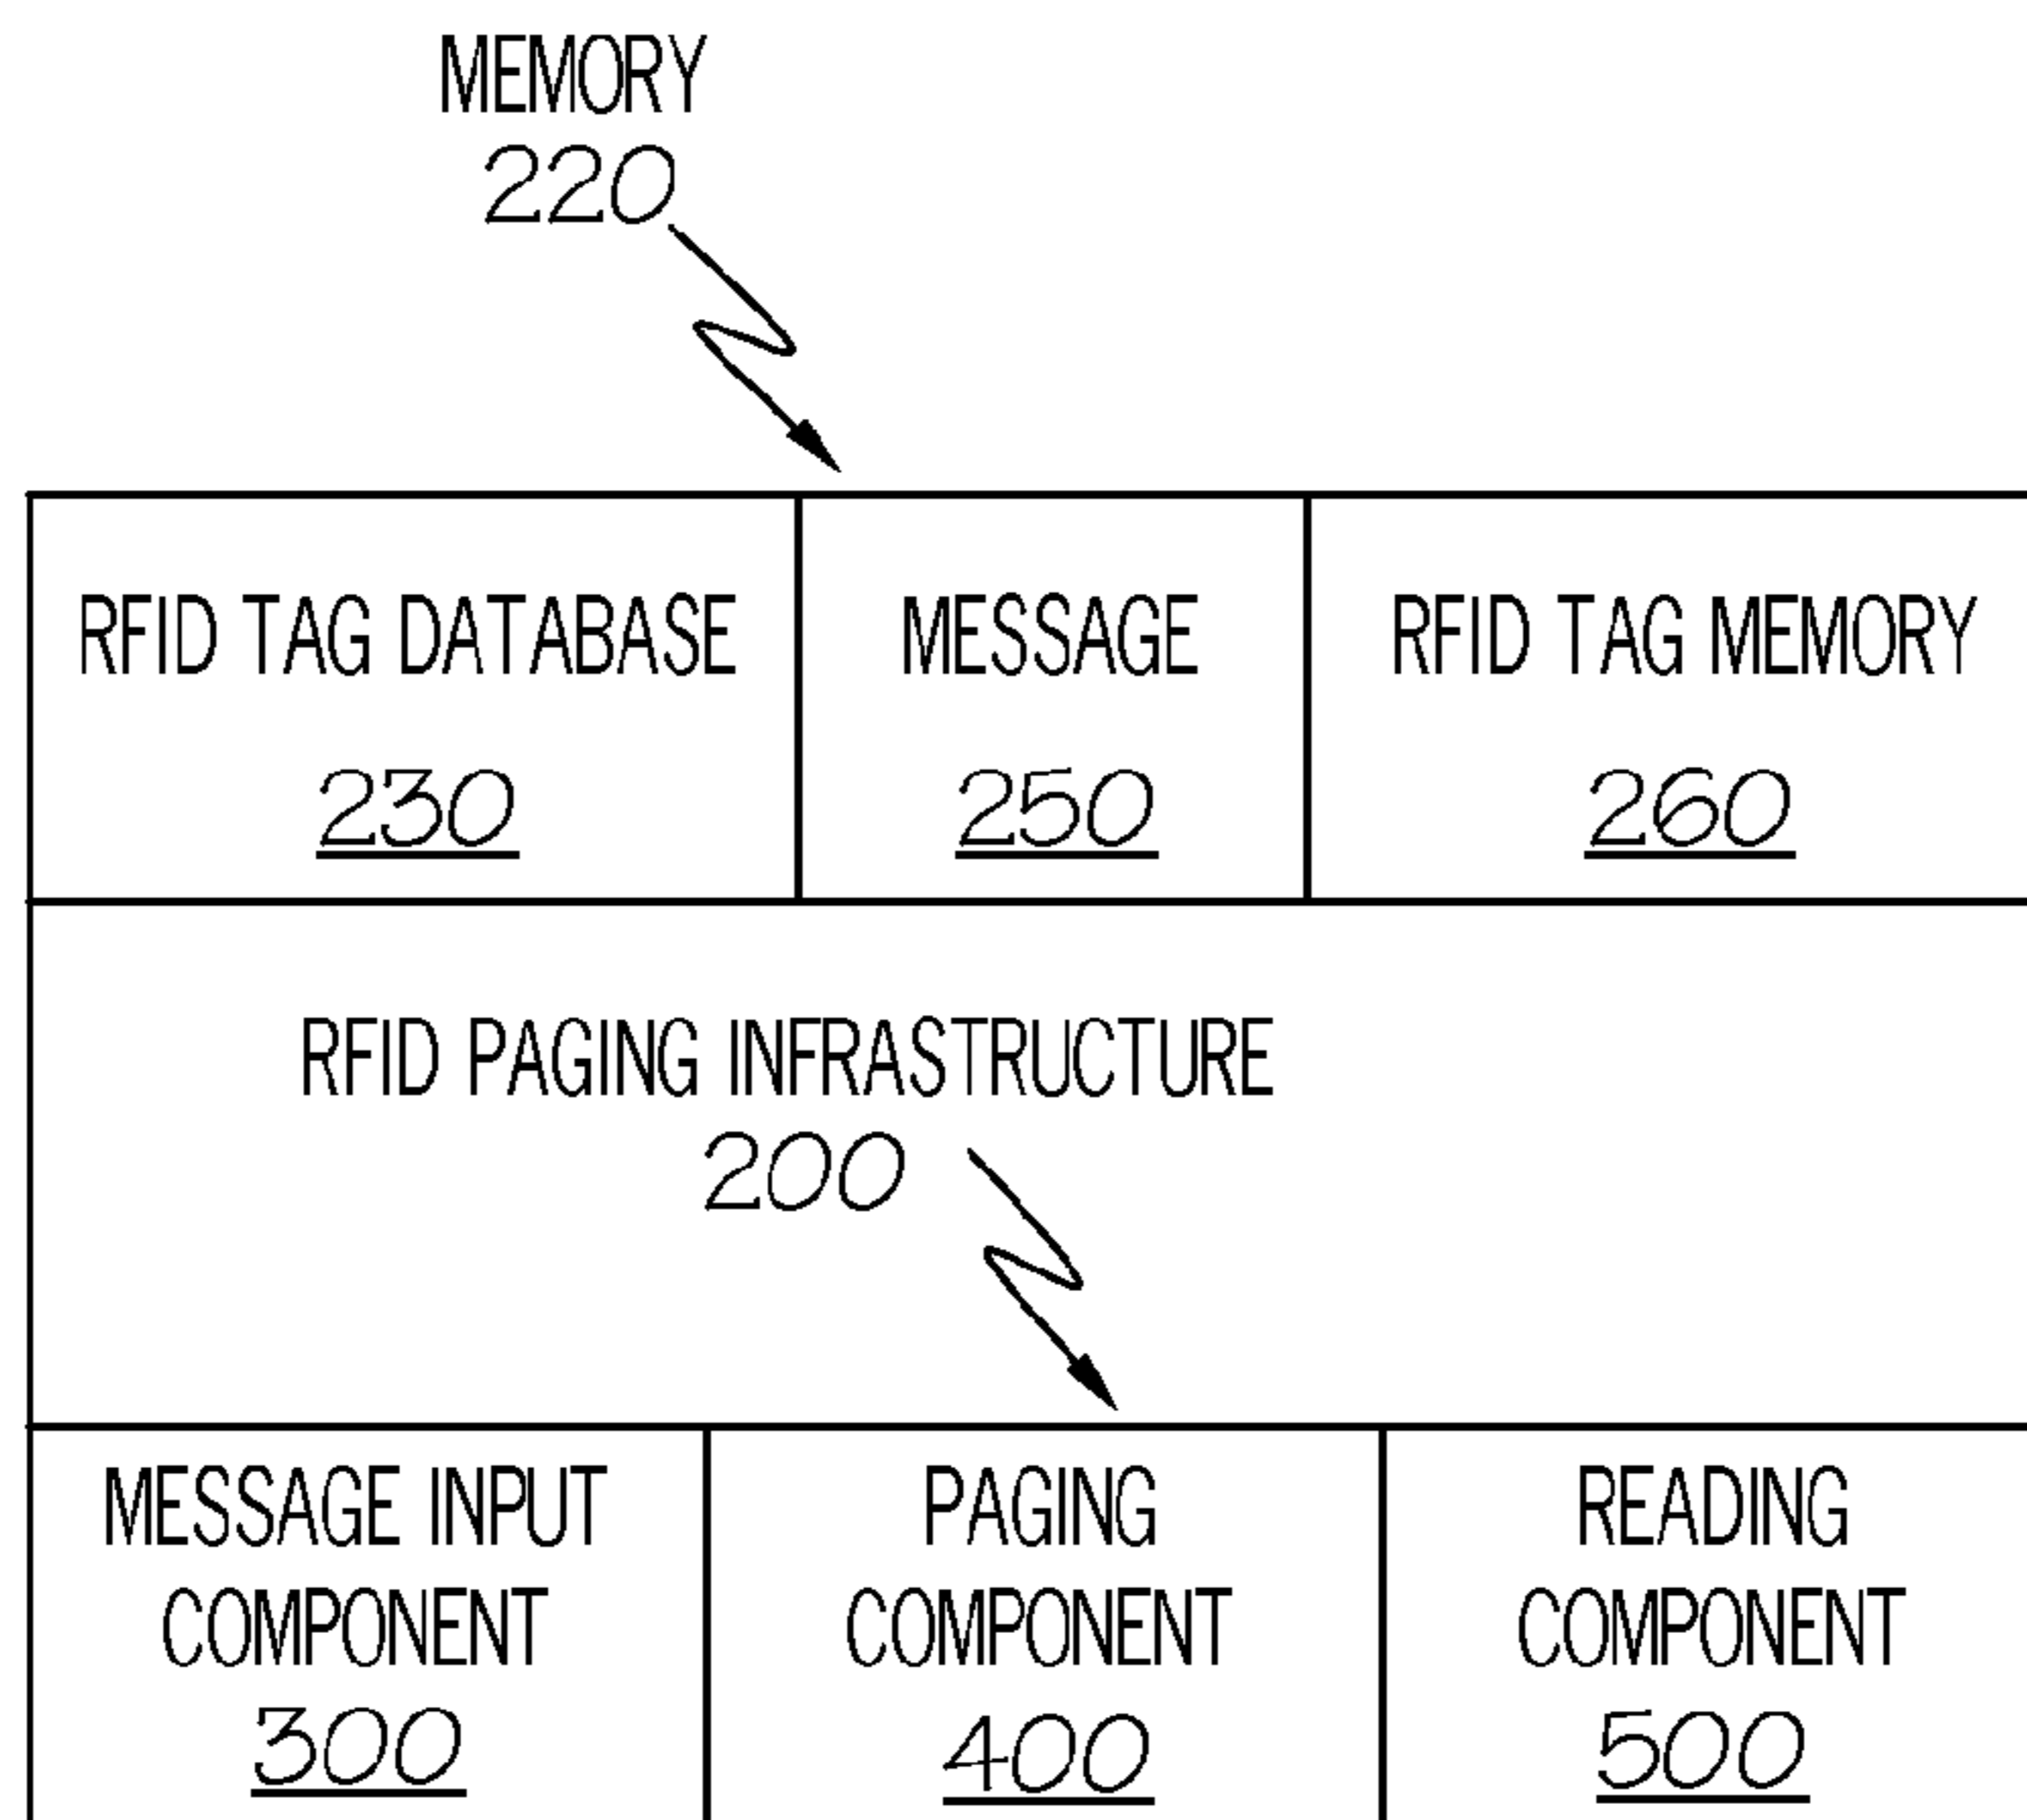 MEMORY
220
RFID TAG DATABASE
230
MESSAGE
250
RFID TAG MEMORY
260
RFID PAGING INFRASTRUCTURE
200
MESSAGE INPUT
COMPONENT
300
PAGING
COMPONENT
400
READING
COMPONENT
500